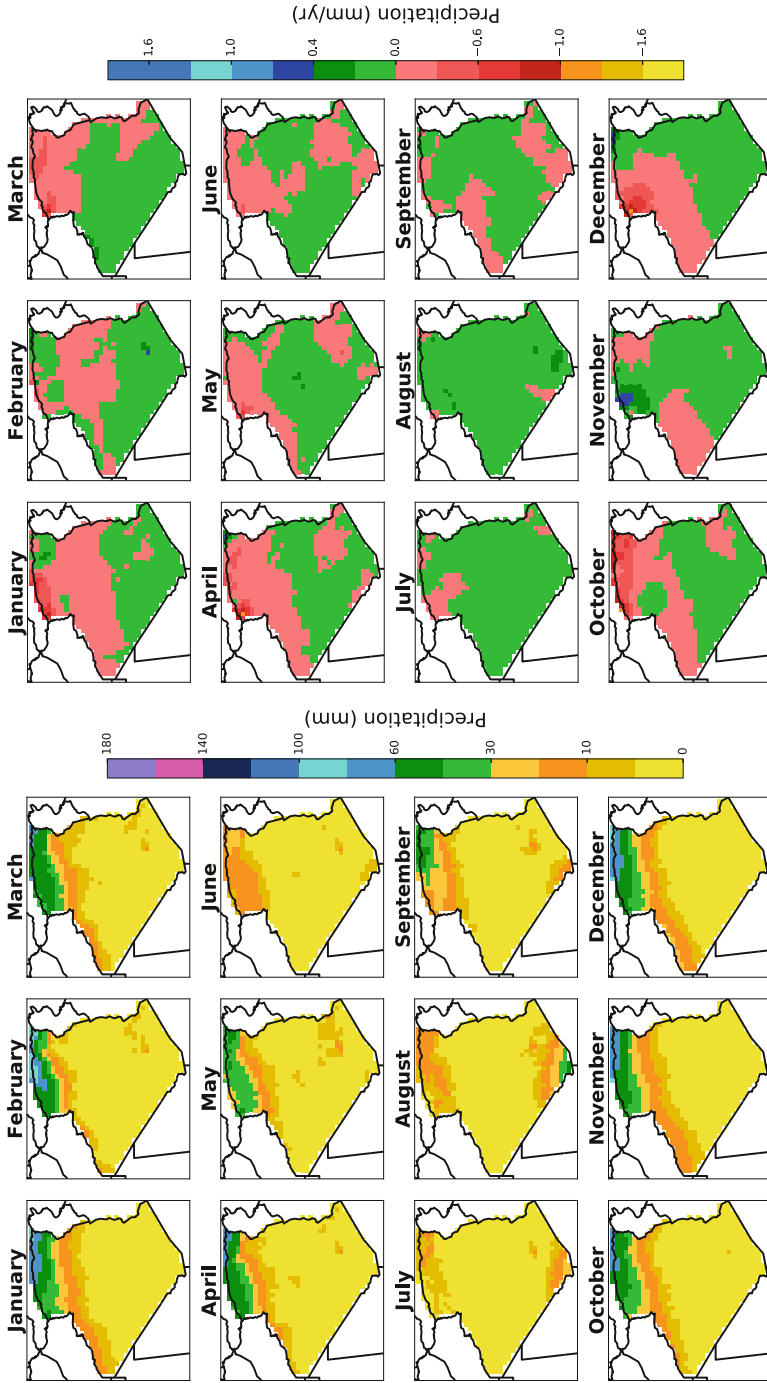 January
February
March
April
May
June
July
August
September
October
November
December
Precipitation (mm)
180
140
100
60
30
10
0
January
February
March
April
May
June
July
August
September
October
November
December
Precipitation (mm/yr)
1.6
1.0
0.4
0.0
−0.6
−1.0
−1.6